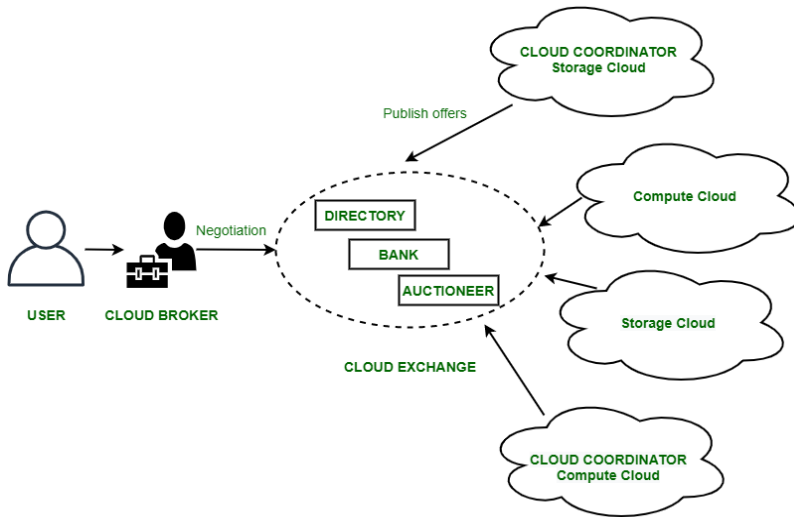 CLOUD COORDINATOR
Storage Cloud
Publish offers
Compute Cloud
DIRECTORY
Negotiation
BANK
AUCTIONEER
USER
CLOUD BROKER
Storage Cloud
CLOUD EXCHANGE
CLOUD COORDINATOR
Compute Cloud